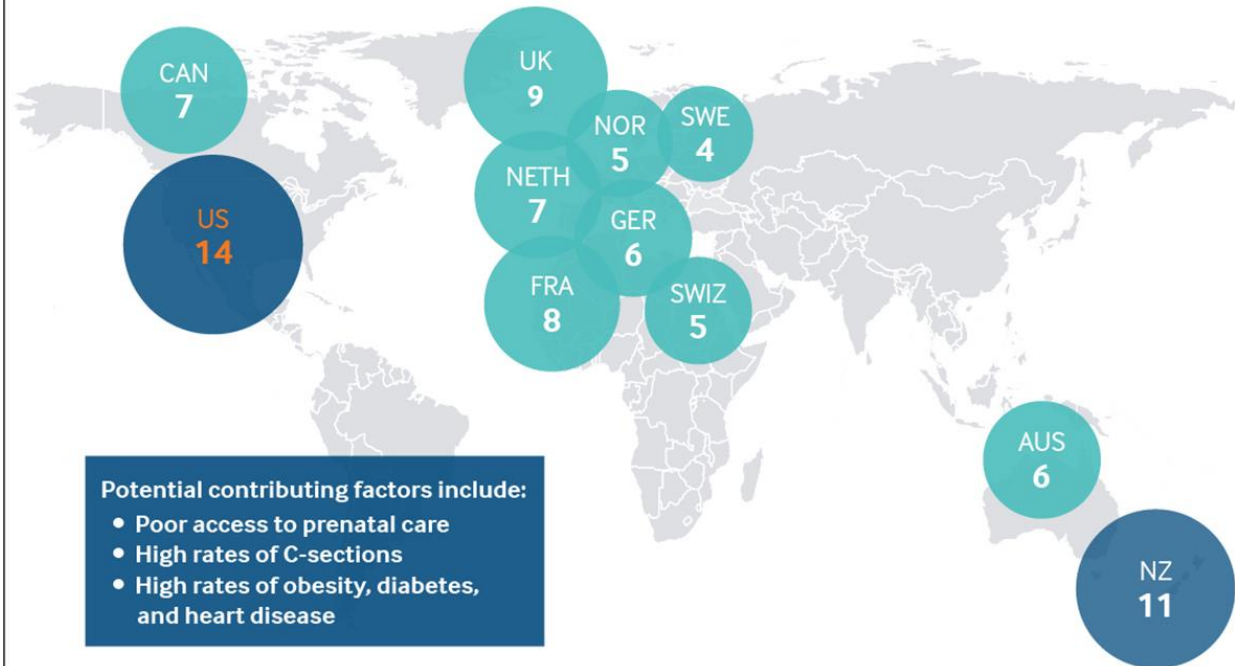 CAN
7
US
14
UK
9
NOR
5
SWE
4
NETH
7
GER
6
FRA
8
SWIZ
5
AUS
6
NZ
11
Potential contributing factors include:
• Poor access to prenatal care
• High rates of C-sections
• High rates of obesity, diabetes,
and heart disease